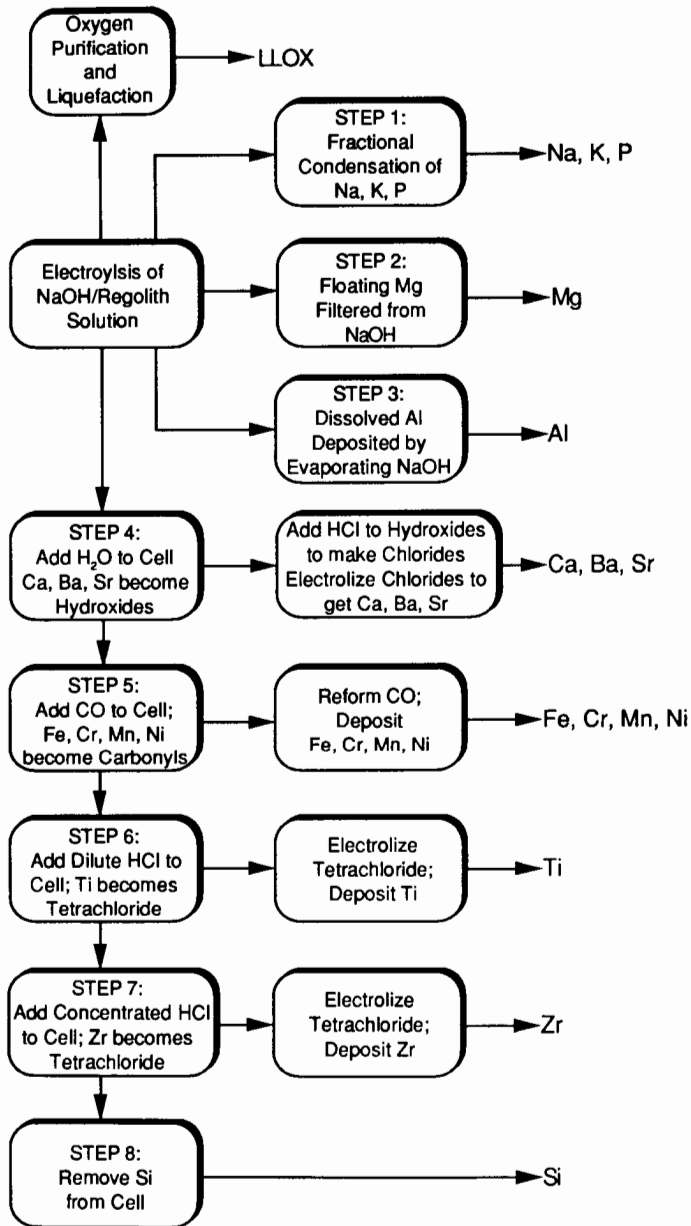 Oxygen
Purification
and
Liquefaction
LLOX
STEP 1:
Fractional
Condensation of
Na, K, P
Na, K, P
Electroylsis of
NaOH/Regolith
Solution
STEP 2:
Floating Mg
Filtered from
NaOH
Mg
STEP 3:
Dissolved Al
Deposited by
Evaporating NaOH
Al
STEP 4:
Add H₂O to Cell
Ca, Ba, Sr become
Hydroxides
Add HCl to Hydroxides
to make Chlorides
Electrolize Chlorides to
get Ca, Ba, Sr
Ca, Ba, Sr
STEP 5:
Add CO to Cell;
Fe, Cr, Mn, Ni
become Carbonyls
Reform CO;
Deposit
Fe, Cr, Mn, Ni
Fe, Cr, Mn, Ni
STEP 6:
Add Dilute HCl to
Cell; Ti becomes
Tetrachloride
Electrolize
Tetrachloride;
Deposit Ti
Ti
STEP 7:
Add Concentrated HCl
to Cell; Zr becomes
Tetrachloride
Electrolize
Tetrachloride;
Deposit Zr
Zr
STEP 8:
Remove Si
from Cell
Si